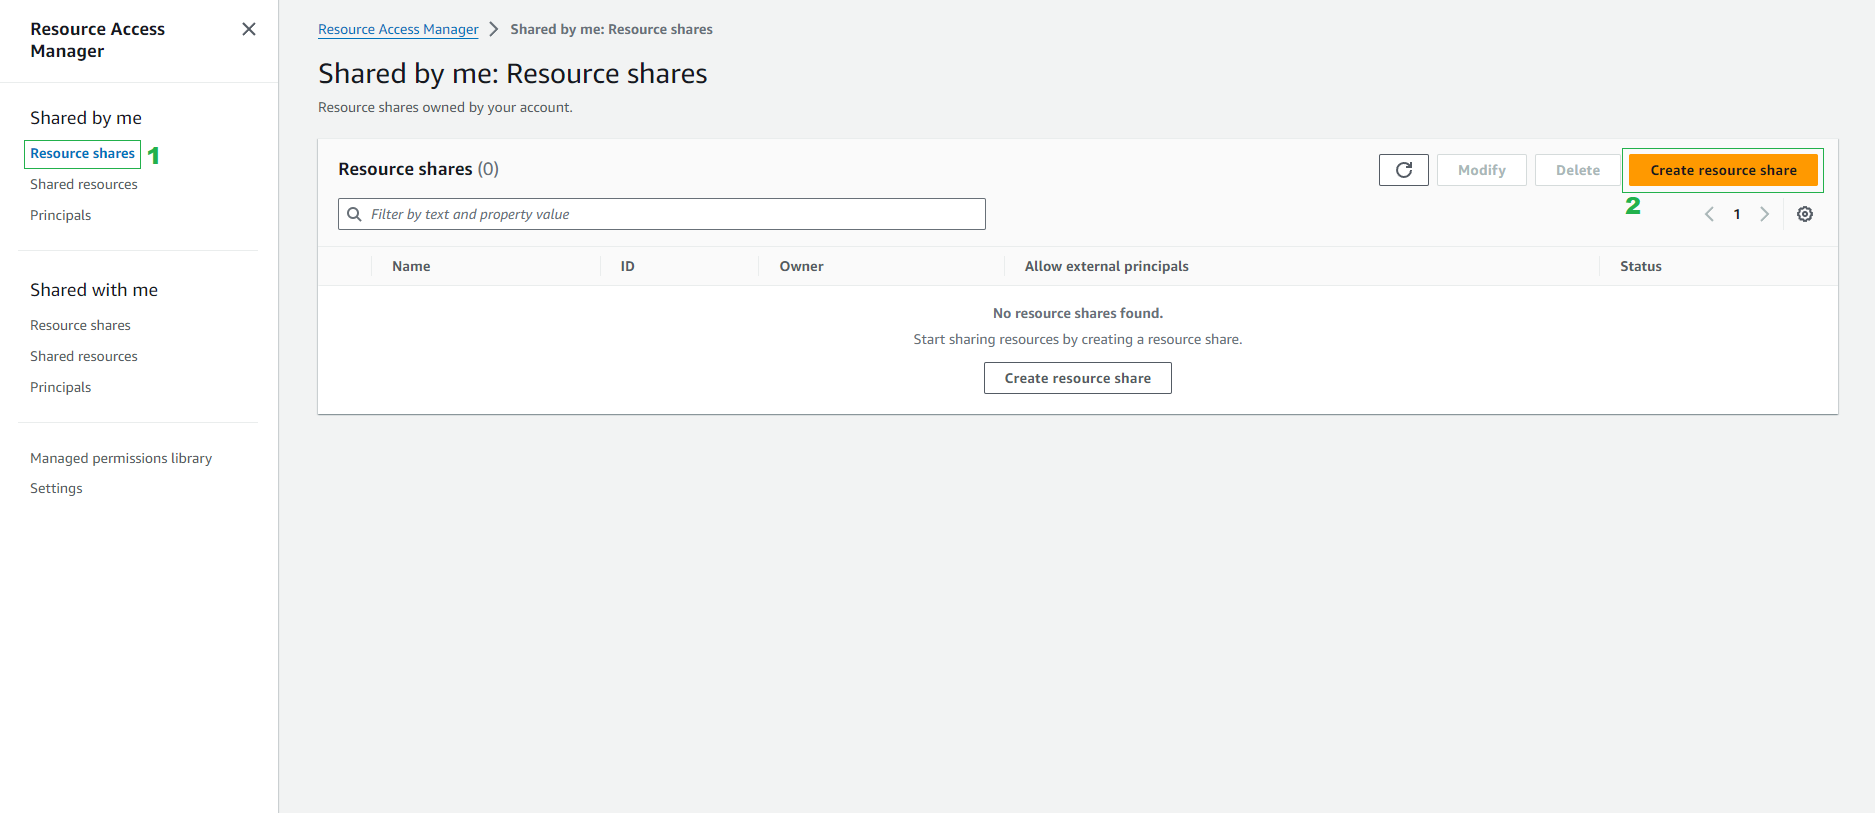 Resource Access
Manager
Shared by me
Resource shares 1
Shared resources
Principals
Shared with me
Resource shares
Shared resources
Principals
Managed permissions library
Settings
Resource Access Manager Shared by me: Resource shares
Shared by me: Resource shares
Resource shares owned by your account.
Resource shares (0) Modify Delete Create resource share
2
Filter by text and property value 1
Name ID Owner Allow external principals Status
No resource shares found.
Start sharing resources by creating a resource share.
Create resource share